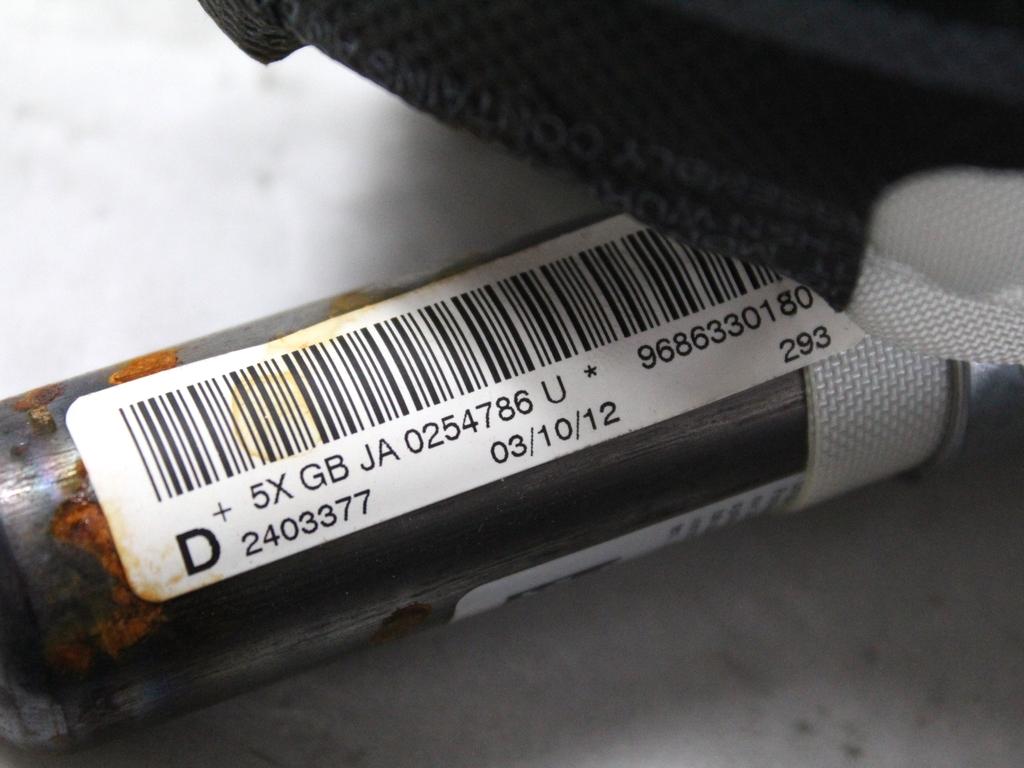 + 5X GB JA 0254786 U * 9686330180
D 2403377 03/10/12 293